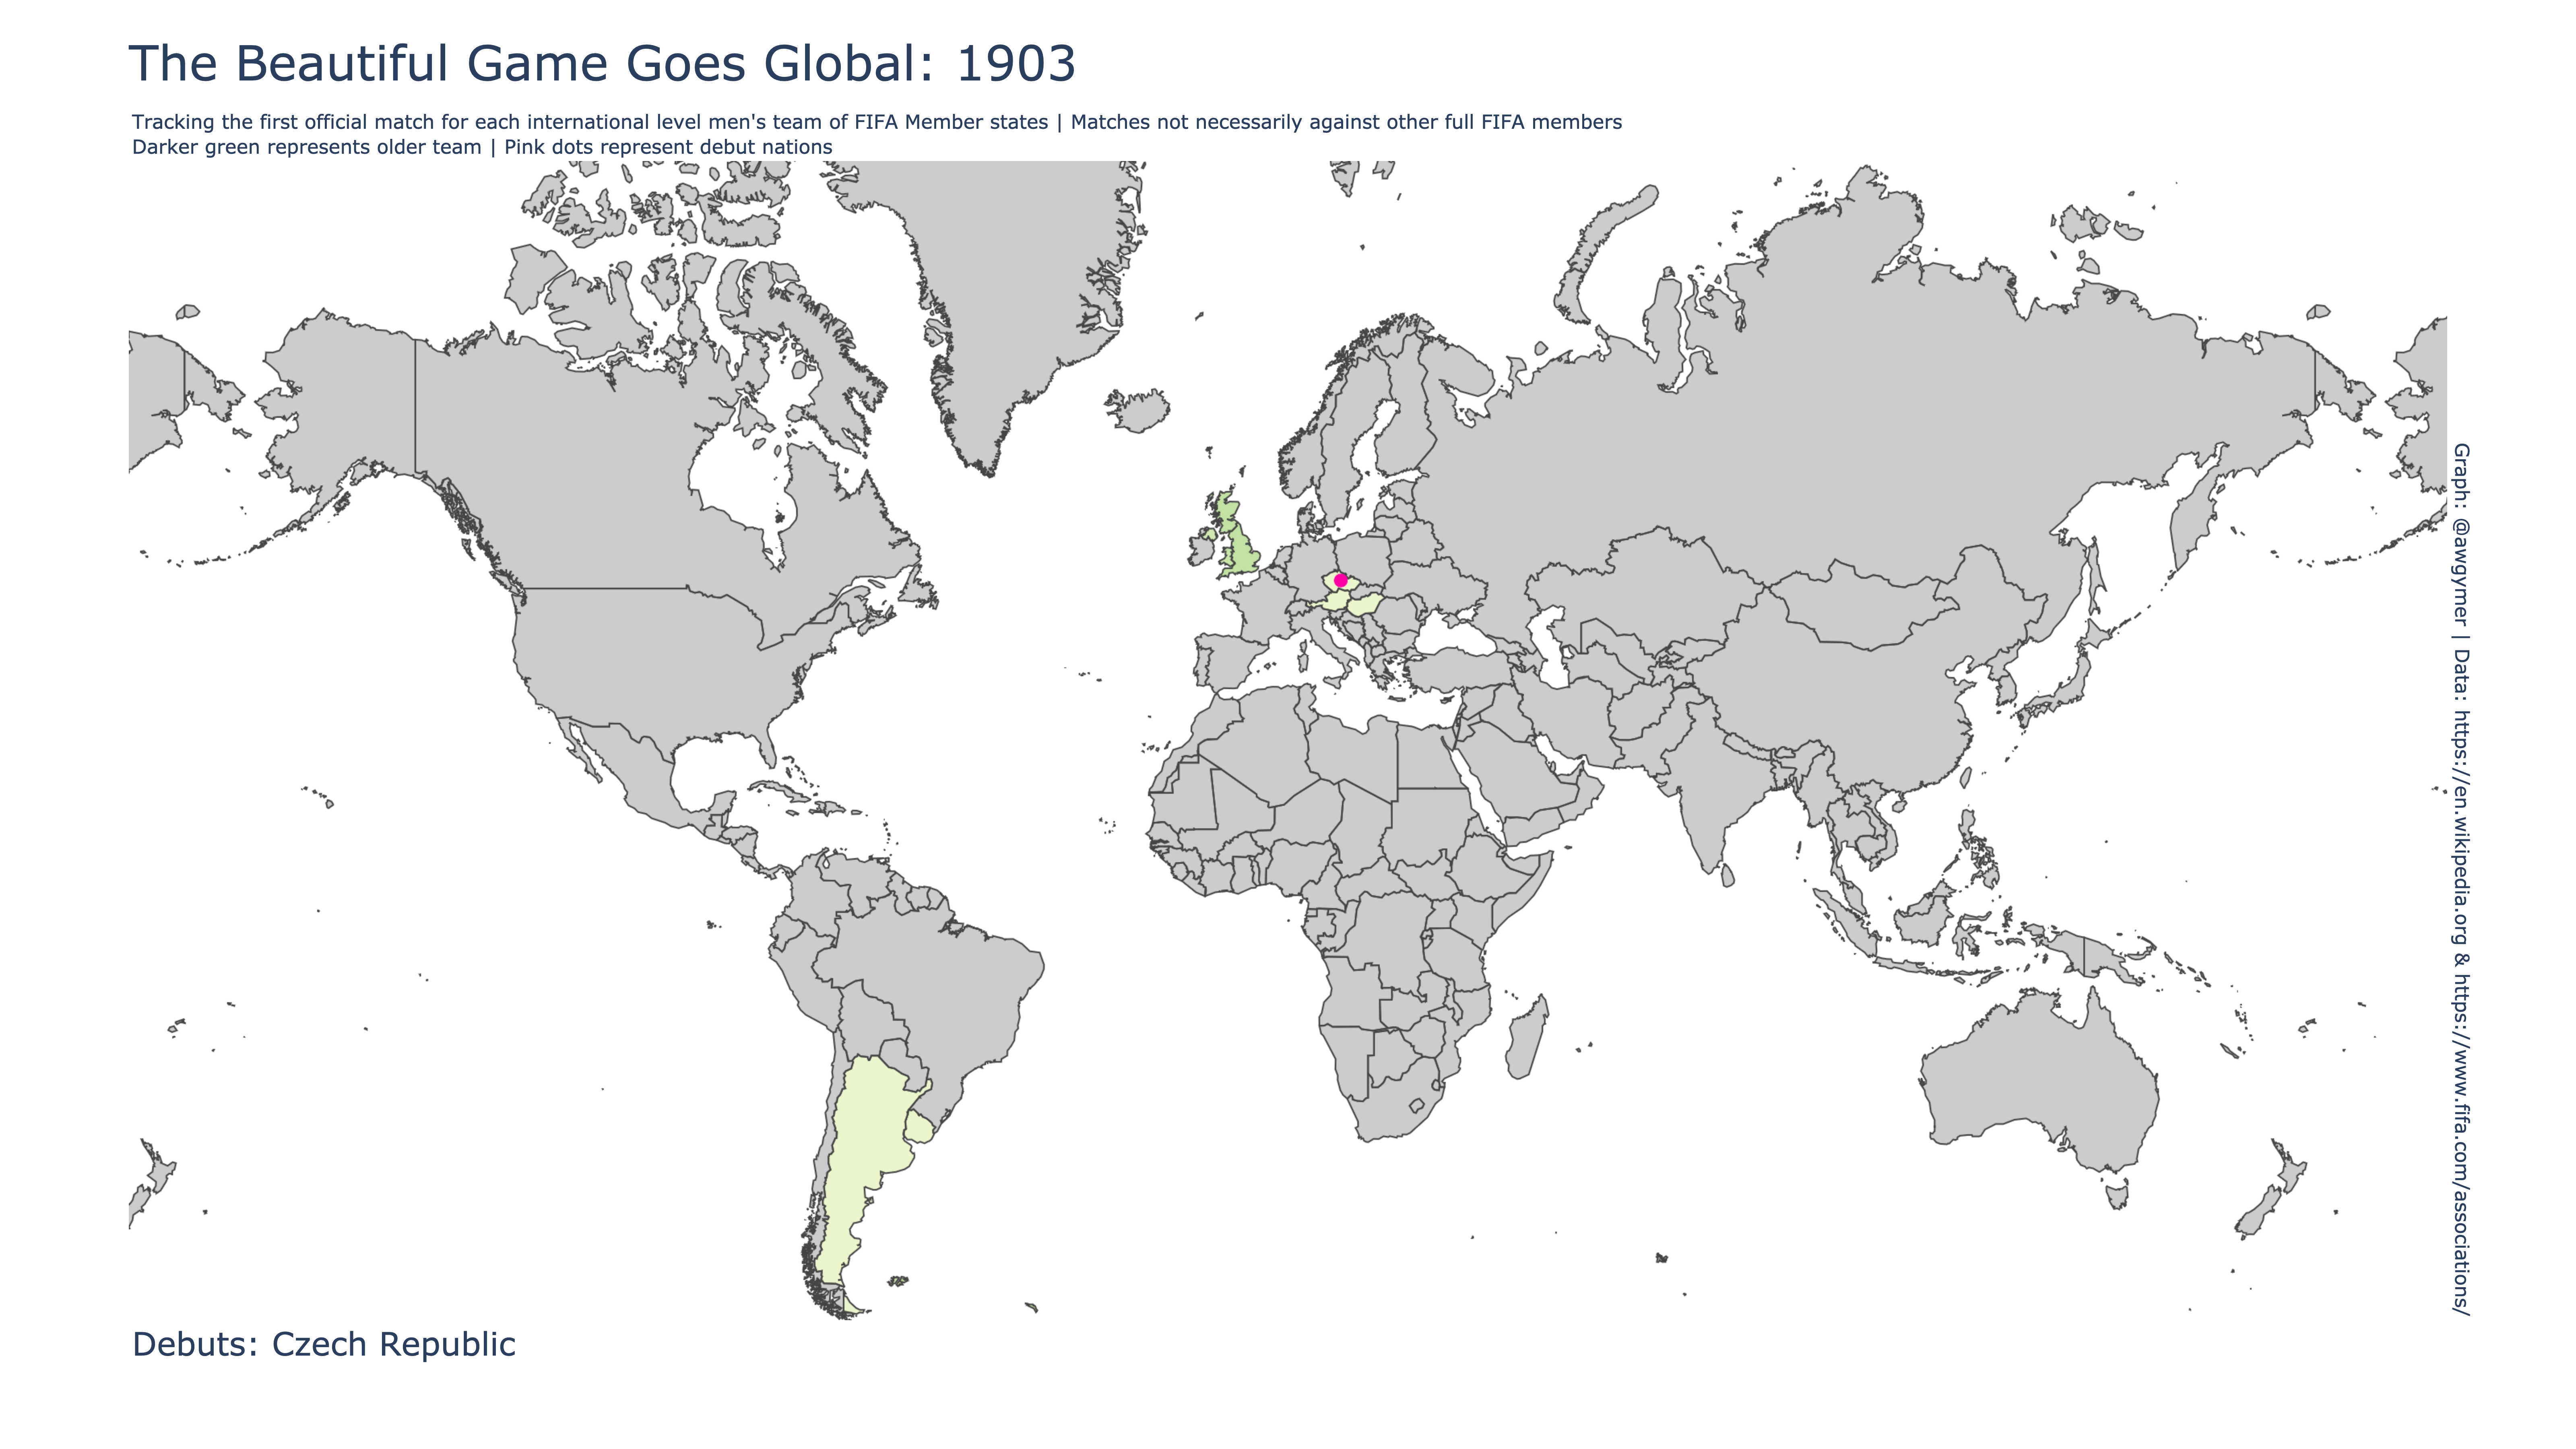 The Beautiful Game Goes Global: 1903
Tracking the first official match for each international level men's team of FIFA Member states | Matches not necessarily against other full FIFA members
Darker green represents older team | Pink dots represent debut nations
Graph: @awgymer | Data: https://en.wikipedia.org & https://www.fifa.com/associations/
Debuts: Czech Republic